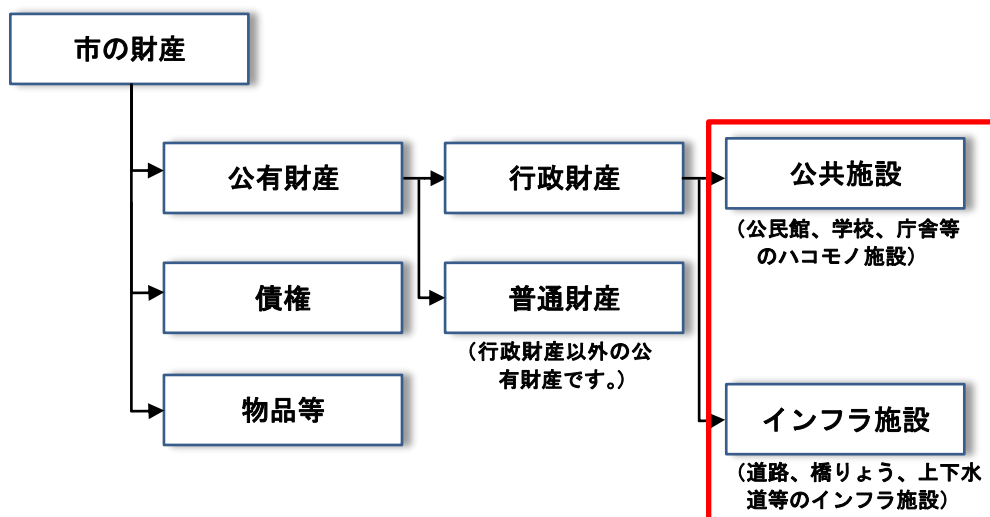 市の財産
公有財産
行政財産
公共施設
（公民館、学校、庁舎等
のハコモノ施設）
債権
普通財産
（行政財産以外の公
有財産です。）
物品等
インフラ施設
（道路、橋りょう、上下水
道等のインフラ施設）